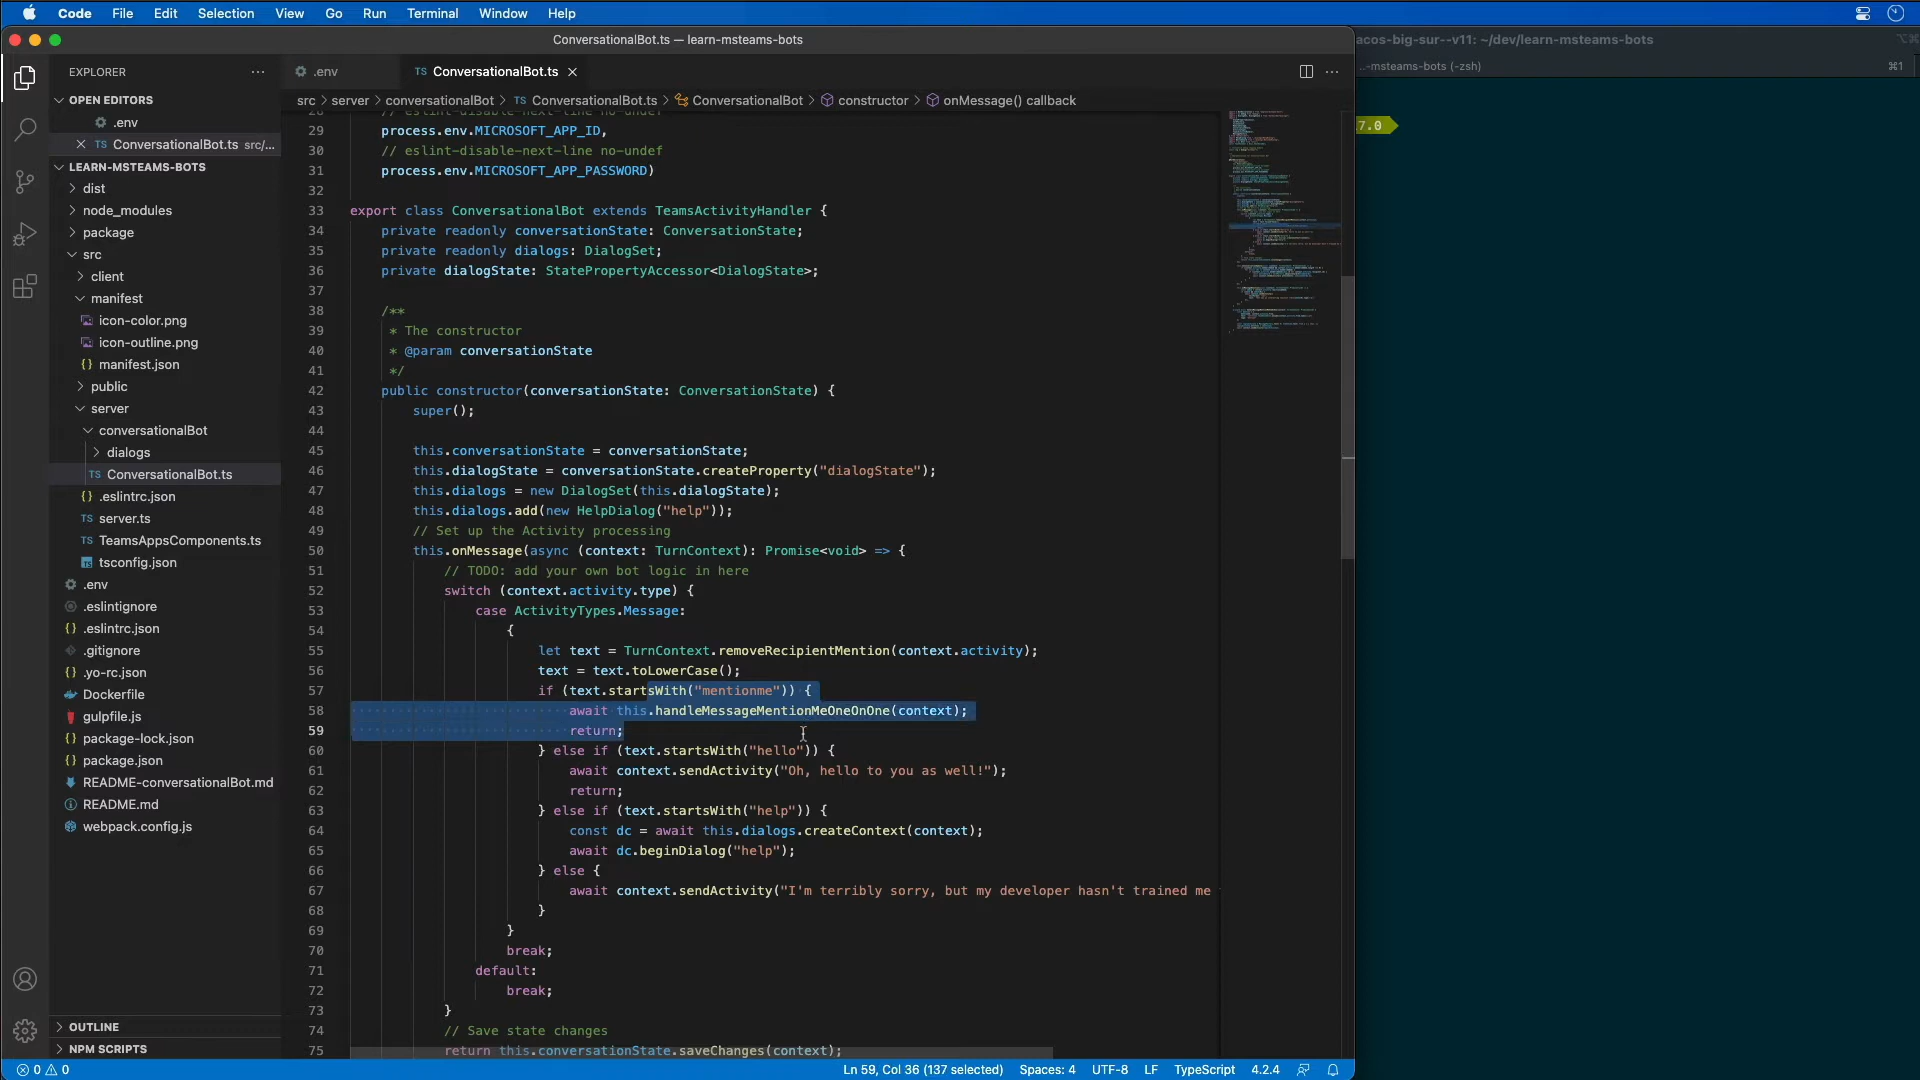 Code File Edit Selection View Go Run Terminal Window Help
ConversationalBot.ts — learn-msteams-bots
acos-big-sur--v11: ~/dev/learn-msteams-bots
..-msteams-bots (-zsh)
⌘1
7.0
EXPLORER
.env
TS ConversationalBot.ts
src > server > conversationalBot > TS ConversationalBot.ts > ConversationalBot > constructor > onMessage() callback
OPEN EDITORS
.env
TS ConversationalBot.ts src/...
LEARN-MSTEAMS-BOTS
dist
node_modules
package
src
client
manifest
icon-color.png
icon-outline.png
{} manifest.json
public
server
conversationalBot
dialogs
TS ConversationalBot.ts
{} .eslintrc.json
TS server.ts
TS TeamsAppsComponents.ts
tsconfig.json
.env
.eslintignore
{} .eslintrc.json
.gitignore
{} .yo-rc.json
Dockerfile
gulpfile.js
{} package-lock.json
{} package.json
README-conversationalBot.md
README.md
webpack.config.js
OUTLINE
NPM SCRIPTS
28 // eslint-disable-next-line no-undef
29 process.env.MICROSOFT_APP_ID,
30 // eslint-disable-next-line no-undef
31 process.env.MICROSOFT_APP_PASSWORD)
32
33 export class ConversationalBot extends TeamsActivityHandler {
34 private readonly conversationState: ConversationState;
35 private readonly dialogs: DialogSet;
36 private dialogState: StatePropertyAccessor<DialogState>;
37
38 /**
39 * The constructor
40 * @param conversationState
41 */
42 public constructor(conversationState: ConversationState) {
43 super();
44
45 this.conversationState = conversationState;
46 this.dialogState = conversationState.createProperty("dialogState");
47 this.dialogs = new DialogSet(this.dialogState);
48 this.dialogs.add(new HelpDialog("help"));
49 // Set up the Activity processing
50 this.onMessage(async (context: TurnContext): Promise<void> => {
51 // TODO: add your own bot logic in here
52 switch (context.activity.type) {
53 case ActivityTypes.Message:
54 {
55 let text = TurnContext.removeRecipientMention(context.activity);
56 text = text.toLowerCase();
57 if (text.startsWith("mentionme")) {
58 await this.handleMessageMentionMeOneOnOne(context);
59 return;
60 } else if (text.startsWith("hello")) {
61 await context.sendActivity("Oh, hello to you as well!");
62 return;
63 } else if (text.startsWith("help")) {
64 const dc = await this.dialogs.createContext(context);
65 await dc.beginDialog("help");
66 } else {
67 await context.sendActivity("I'm terribly sorry, but my developer hasn't trained me
68 }
69 }
70 break;
71 default:
72 break;
73 }
74 // Save state changes
75 return this.conversationState.saveChanges(context);
0 0
Ln 59, Col 36 (137 selected) Spaces: 4 UTF-8 LF TypeScript 4.2.4